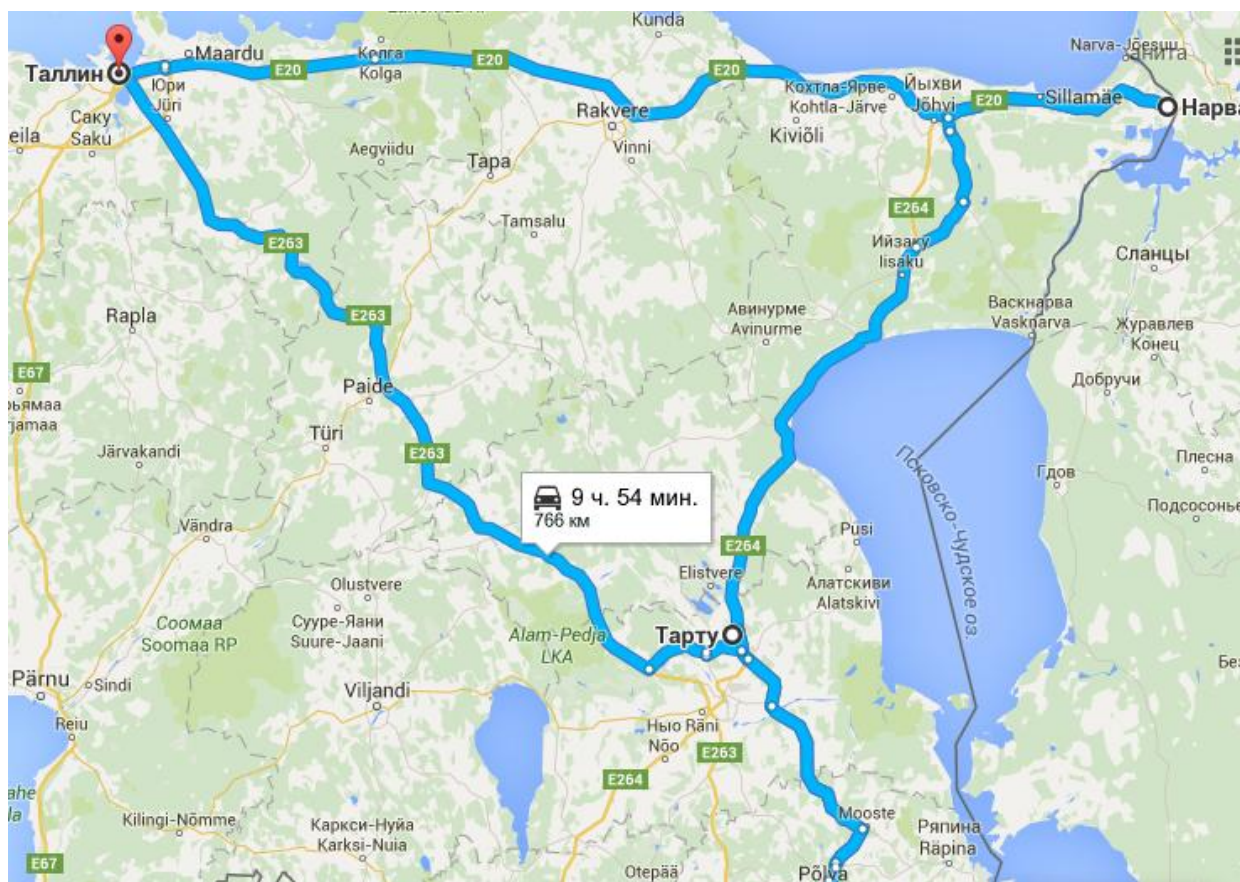 Kunda
Maardu
Колга
Kolga
E20
E20
E20
Narva-Jõesuu
Таллин
Юри
Jüri
Rakvere
Кохтла-Ярве
Kohtla-Järve
Йыхви
Jõhvi
E20
Sillamäe
Нарва
Саку
Saku
Kiviõli
Vinni
Aegviidu
Тапа
Tamsalu
E264
E263
Ийзаку
Iisaku
Сланцы
Rapla
E263
Авинурме
Avinurme
Васкнарва
Vasknarva
Журавлев
Конец
E67
Paide
Добручи
Türi
Järvakandi
E263
Псковско-Чудское оз.
Гдов
Плесна
9 ч. 54 мин.
766 км
Подсосонье
Vändra
E264
Pusi
Elistvere
Алатскиви
Alatskivi
Olustvere
Сууре-Яани
Suure-Jaani
Соомаа
Soomaa RP
Alam-Pedja
LKA
Тарту
Pärnu
Sindi
Viljandi
Reiu
Ныо Räni
Nõo
E263
E264
Mooste
Kilingi-Nõmme
Каркси-Нуйа
Karksi-Nuia
Ряпина
Räpina
E67
Otepää
Põlva